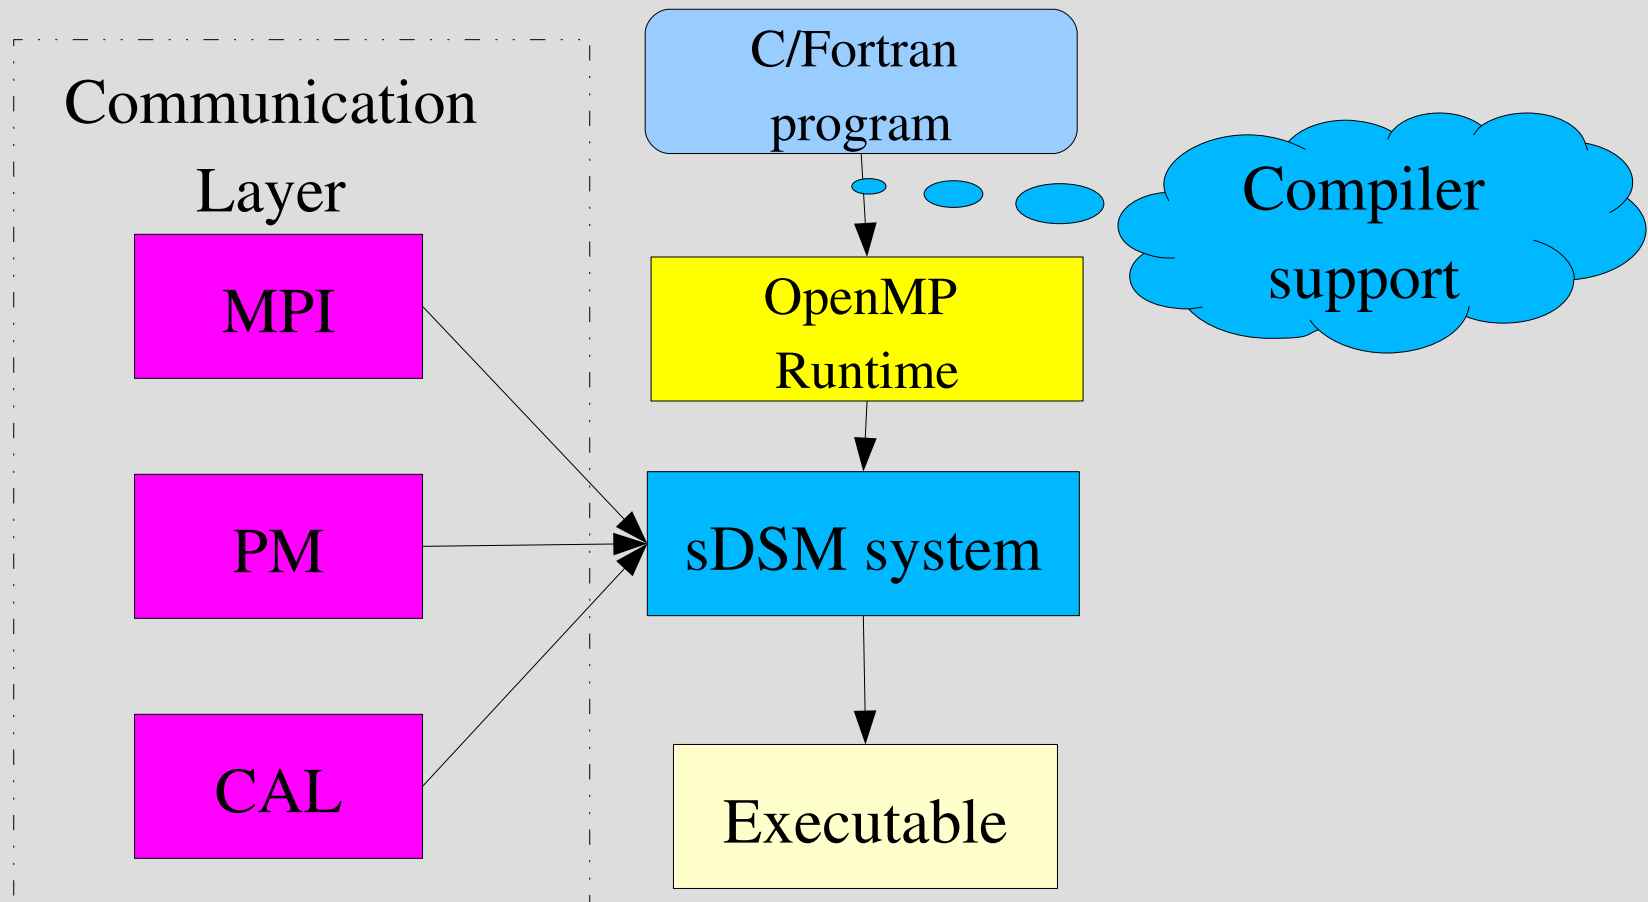 Communication
Layer
MPI
PM
CAL
C/Fortran
program
OpenMP
Runtime
sDSM system
Executable
Compiler
support